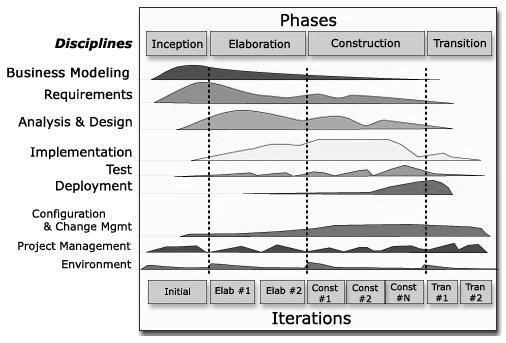 Phases
Disciplines
Inception
Elaboration
Construction
Transition
Business Modeling
Requirements
Analysis & Design
Implementation
Test
Deployment
Configuration
& Change Mgmt
Project Management
Environment
Initial
Elab #1
Elab #2
Const
#1
Const
#2
Const
#N
Tran
#1
Tran
#2
Iterations